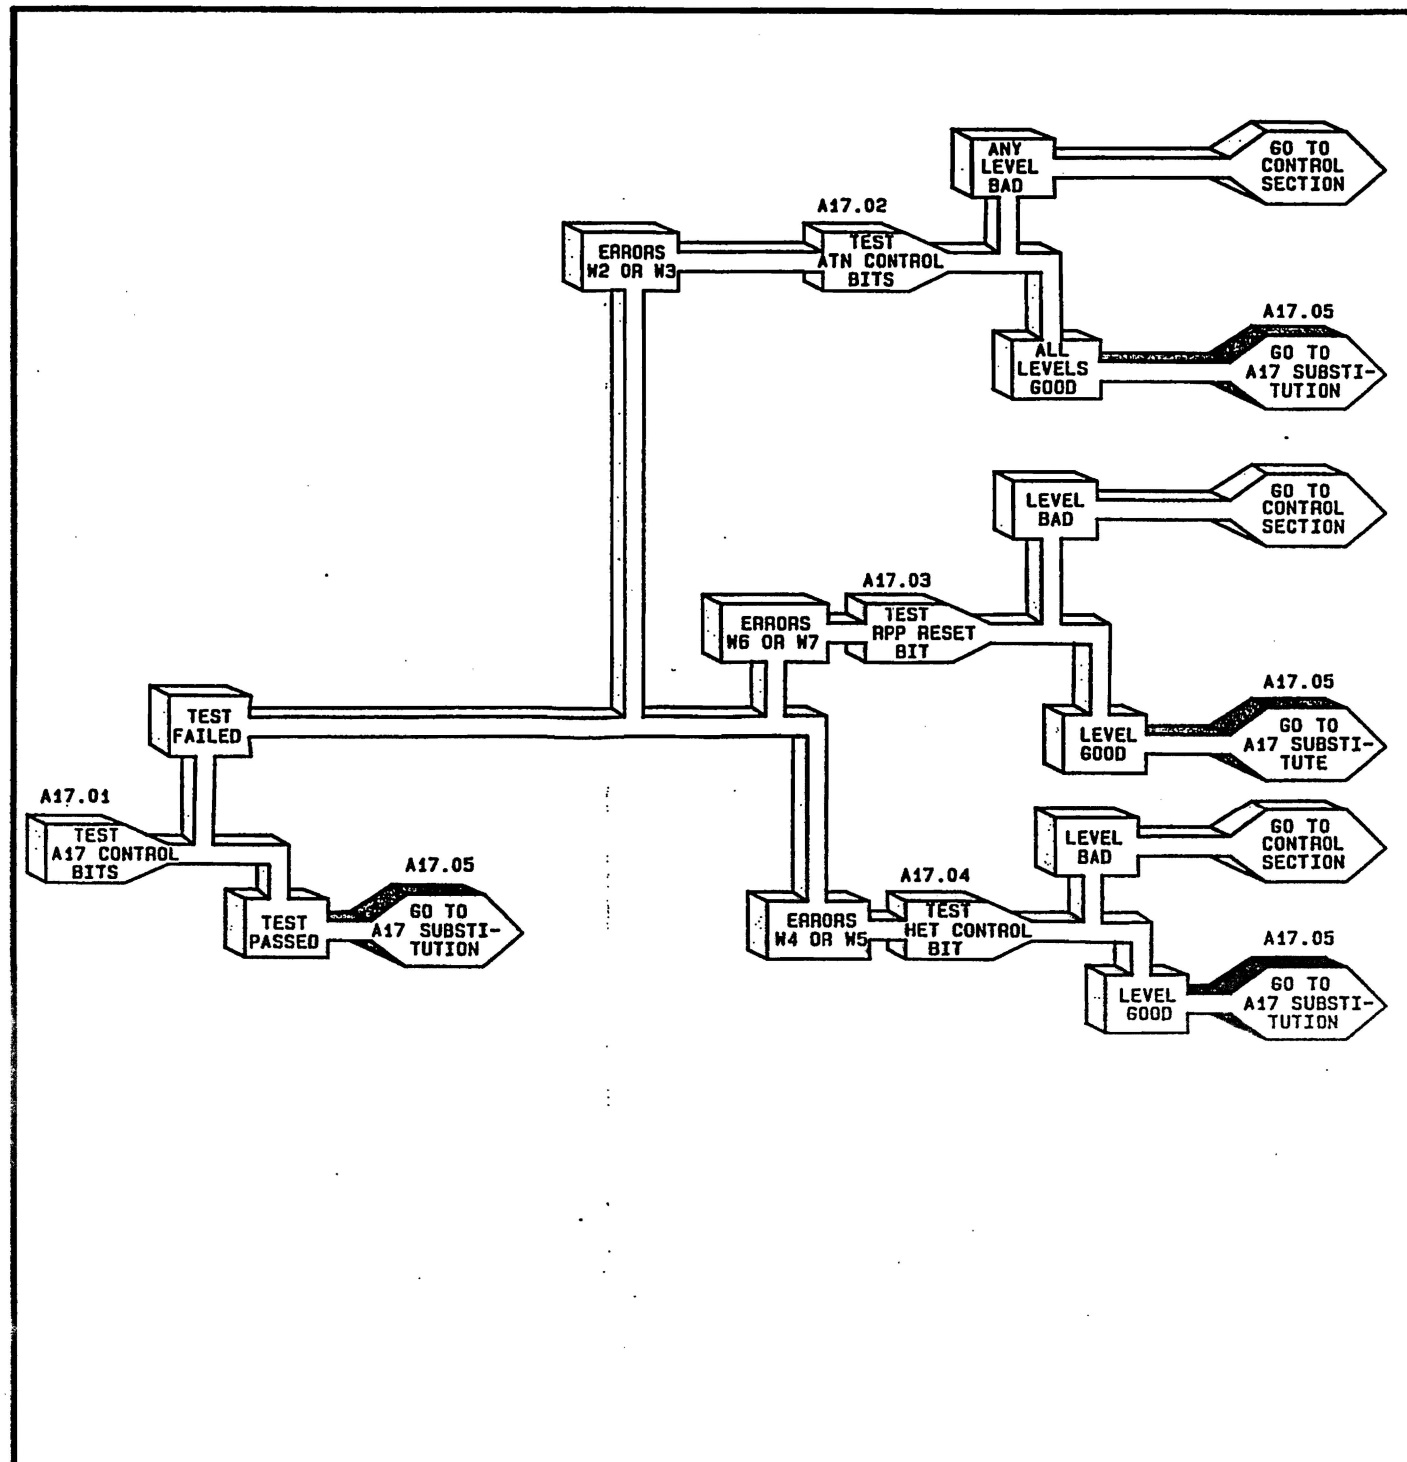 ANY
LEVEL
BAD
GO TO
CONTROL
SECTION
A17.02
ERRORS
W2 OR W3
TEST
ATN CONTROL
BITS
A17.05
ALL
LEVELS
GOOD
GO TO
A17 SUBSTI-
TUTION
LEVEL
BAD
GO TO
CONTROL
SECTION
A17.03
ERRORS
W6 OR W7
TEST
RPP RESET
BIT
A17.05
LEVEL
GOOD
GO TO
A17 SUBSTI-
TUTE
TEST
FAILED
A17.01
TEST
A17 CONTROL
BITS
LEVEL
BAD
GO TO
CONTROL
SECTION
A17.05
TEST
PASSED
GO TO
A17 SUBSTI-
TUTION
A17.04
ERRORS
W4 OR W5
TEST
HET CONTROL
BIT
A17.05
LEVEL
GOOD
GO TO
A17 SUBSTI-
TUTION